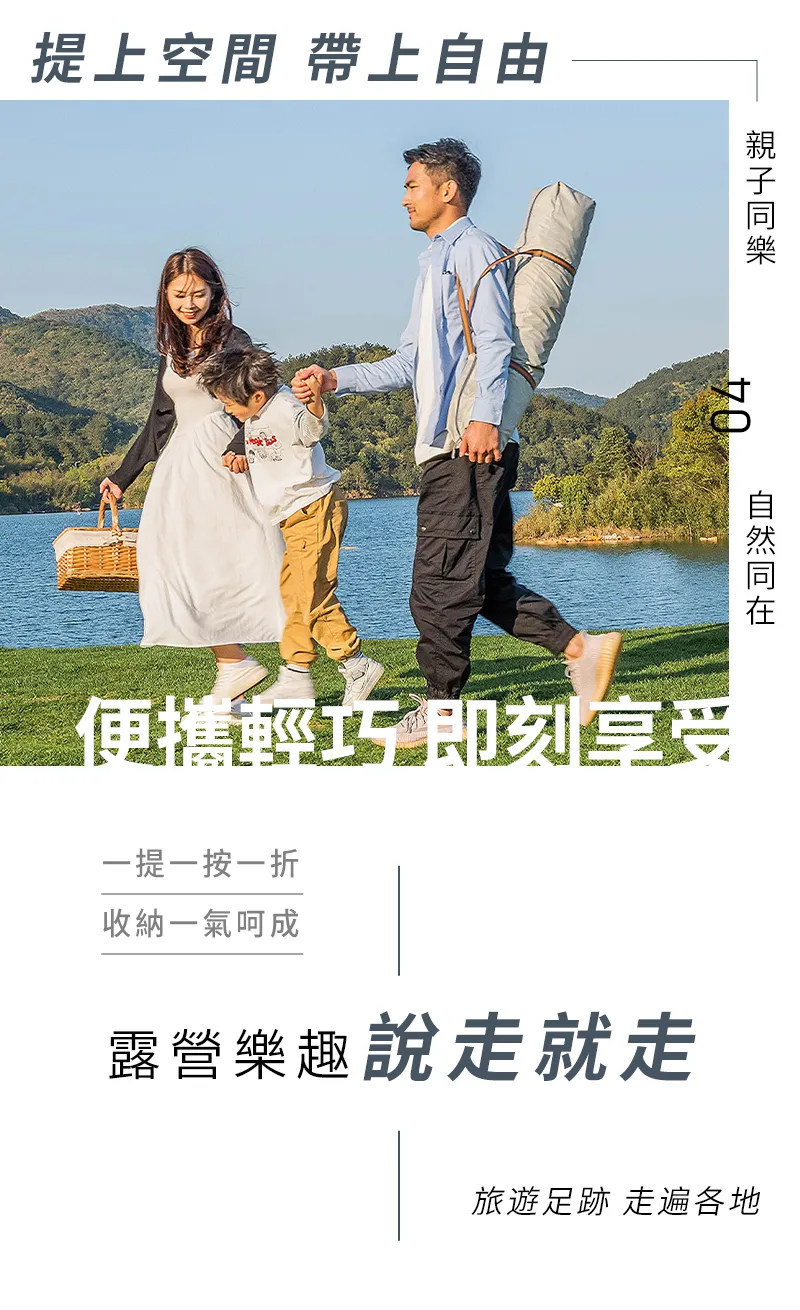 提上空間 帶上自由
親子同樂
04
自然同在
便攜輕巧 即刻享受
一提一按一折
收納一氣呵成
露營樂趣說走就走
旅遊足跡 走遍各地